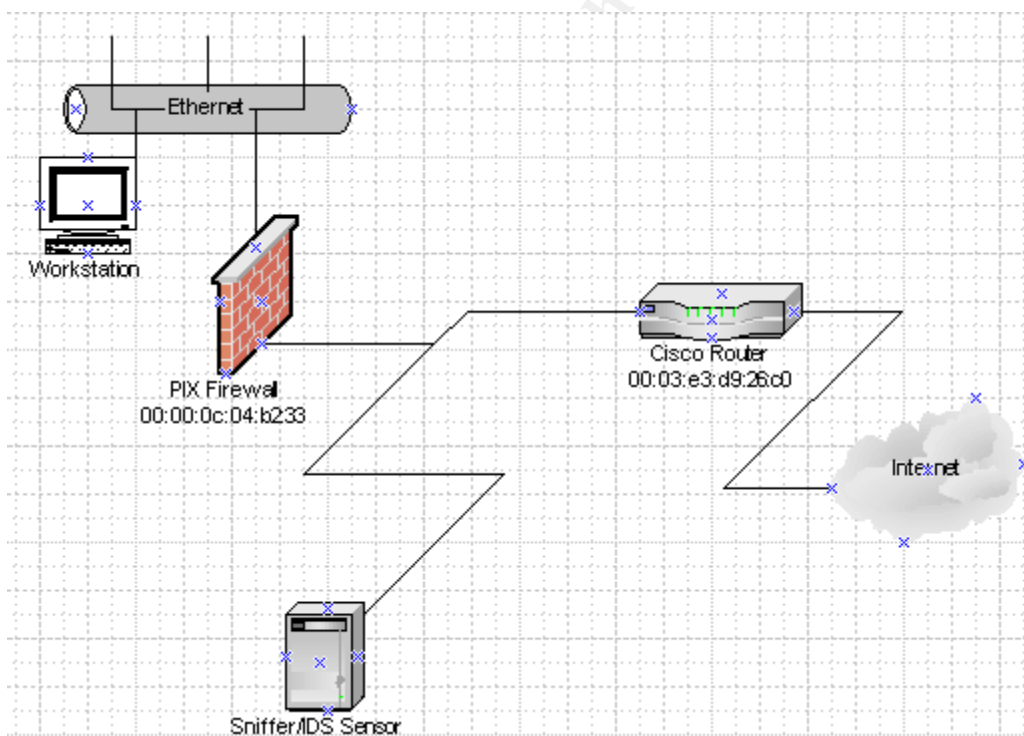 Ethernet
Workstation
PIX Firewall
00:00:0c:04:b233
Cisco Router
00:03:e3:d9:26:c0
Internet
Sniffer/IDS Sensor